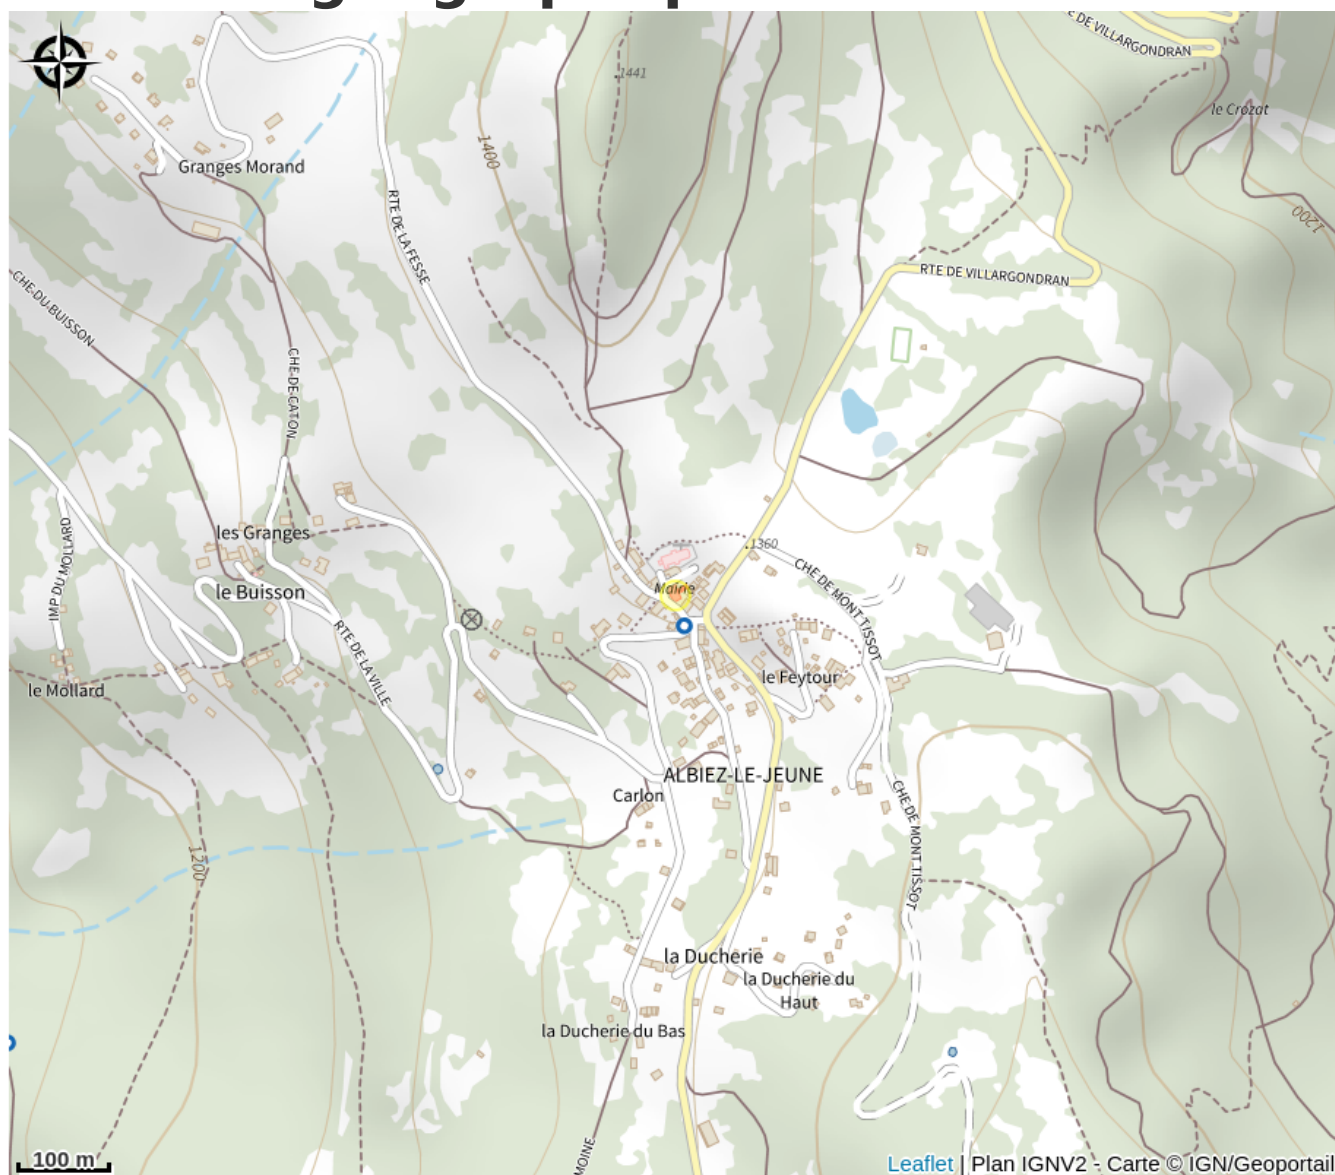 E DE VILLARGONDRAN
1441
le Crozat
1400
Granges Morand
1200
RTE DE LA FESSE
RTE DE VILLARGONDRAN
CHE DU BUISSON
CHE DE CATON
les Granges
1360
IMP DU MOLLARD
Mairie
CHE DE MONT TISSOT
le Buisson
RTE DE LA VILLE
le Feytour
le Mollard
ALBIEZ-LE-JEUNE
Carlon
CHE DE MONT TISSOT
1200
la Ducherie
la Ducherie du
Haut
la Ducherie du Bas
MOINE
100 m
Leaflet | Plan IGNV2 - Carte © IGN/Geoportail